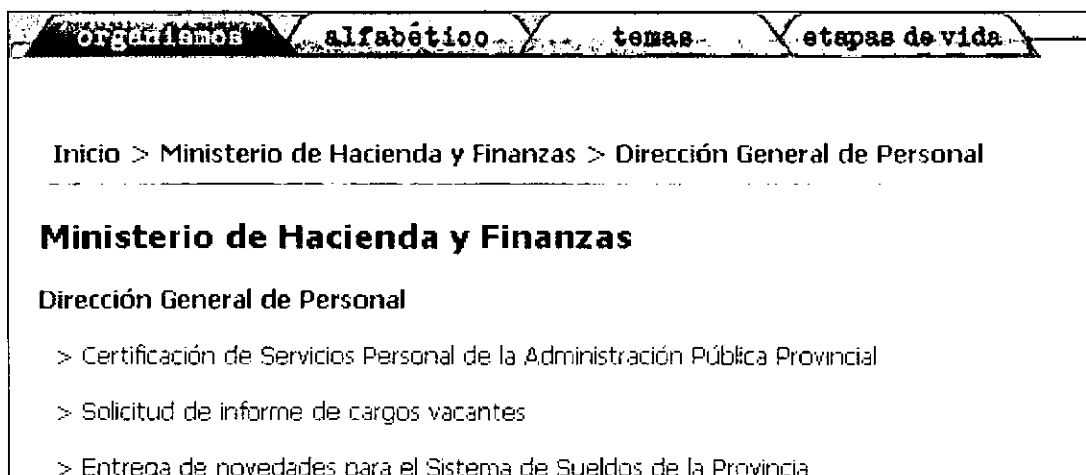 organismos alfabético temas etapas de vida
Inicio > Ministerio de Hacienda y Finanzas > Dirección General de Personal
Ministerio de Hacienda y Finanzas
Dirección General de Personal
> Certificación de Servicios Personal de la Administración Pública Provincial
> Solicitud de informe de cargos vacantes
> Entrega de novedades para el Sistema de Sueldos de la Provincia